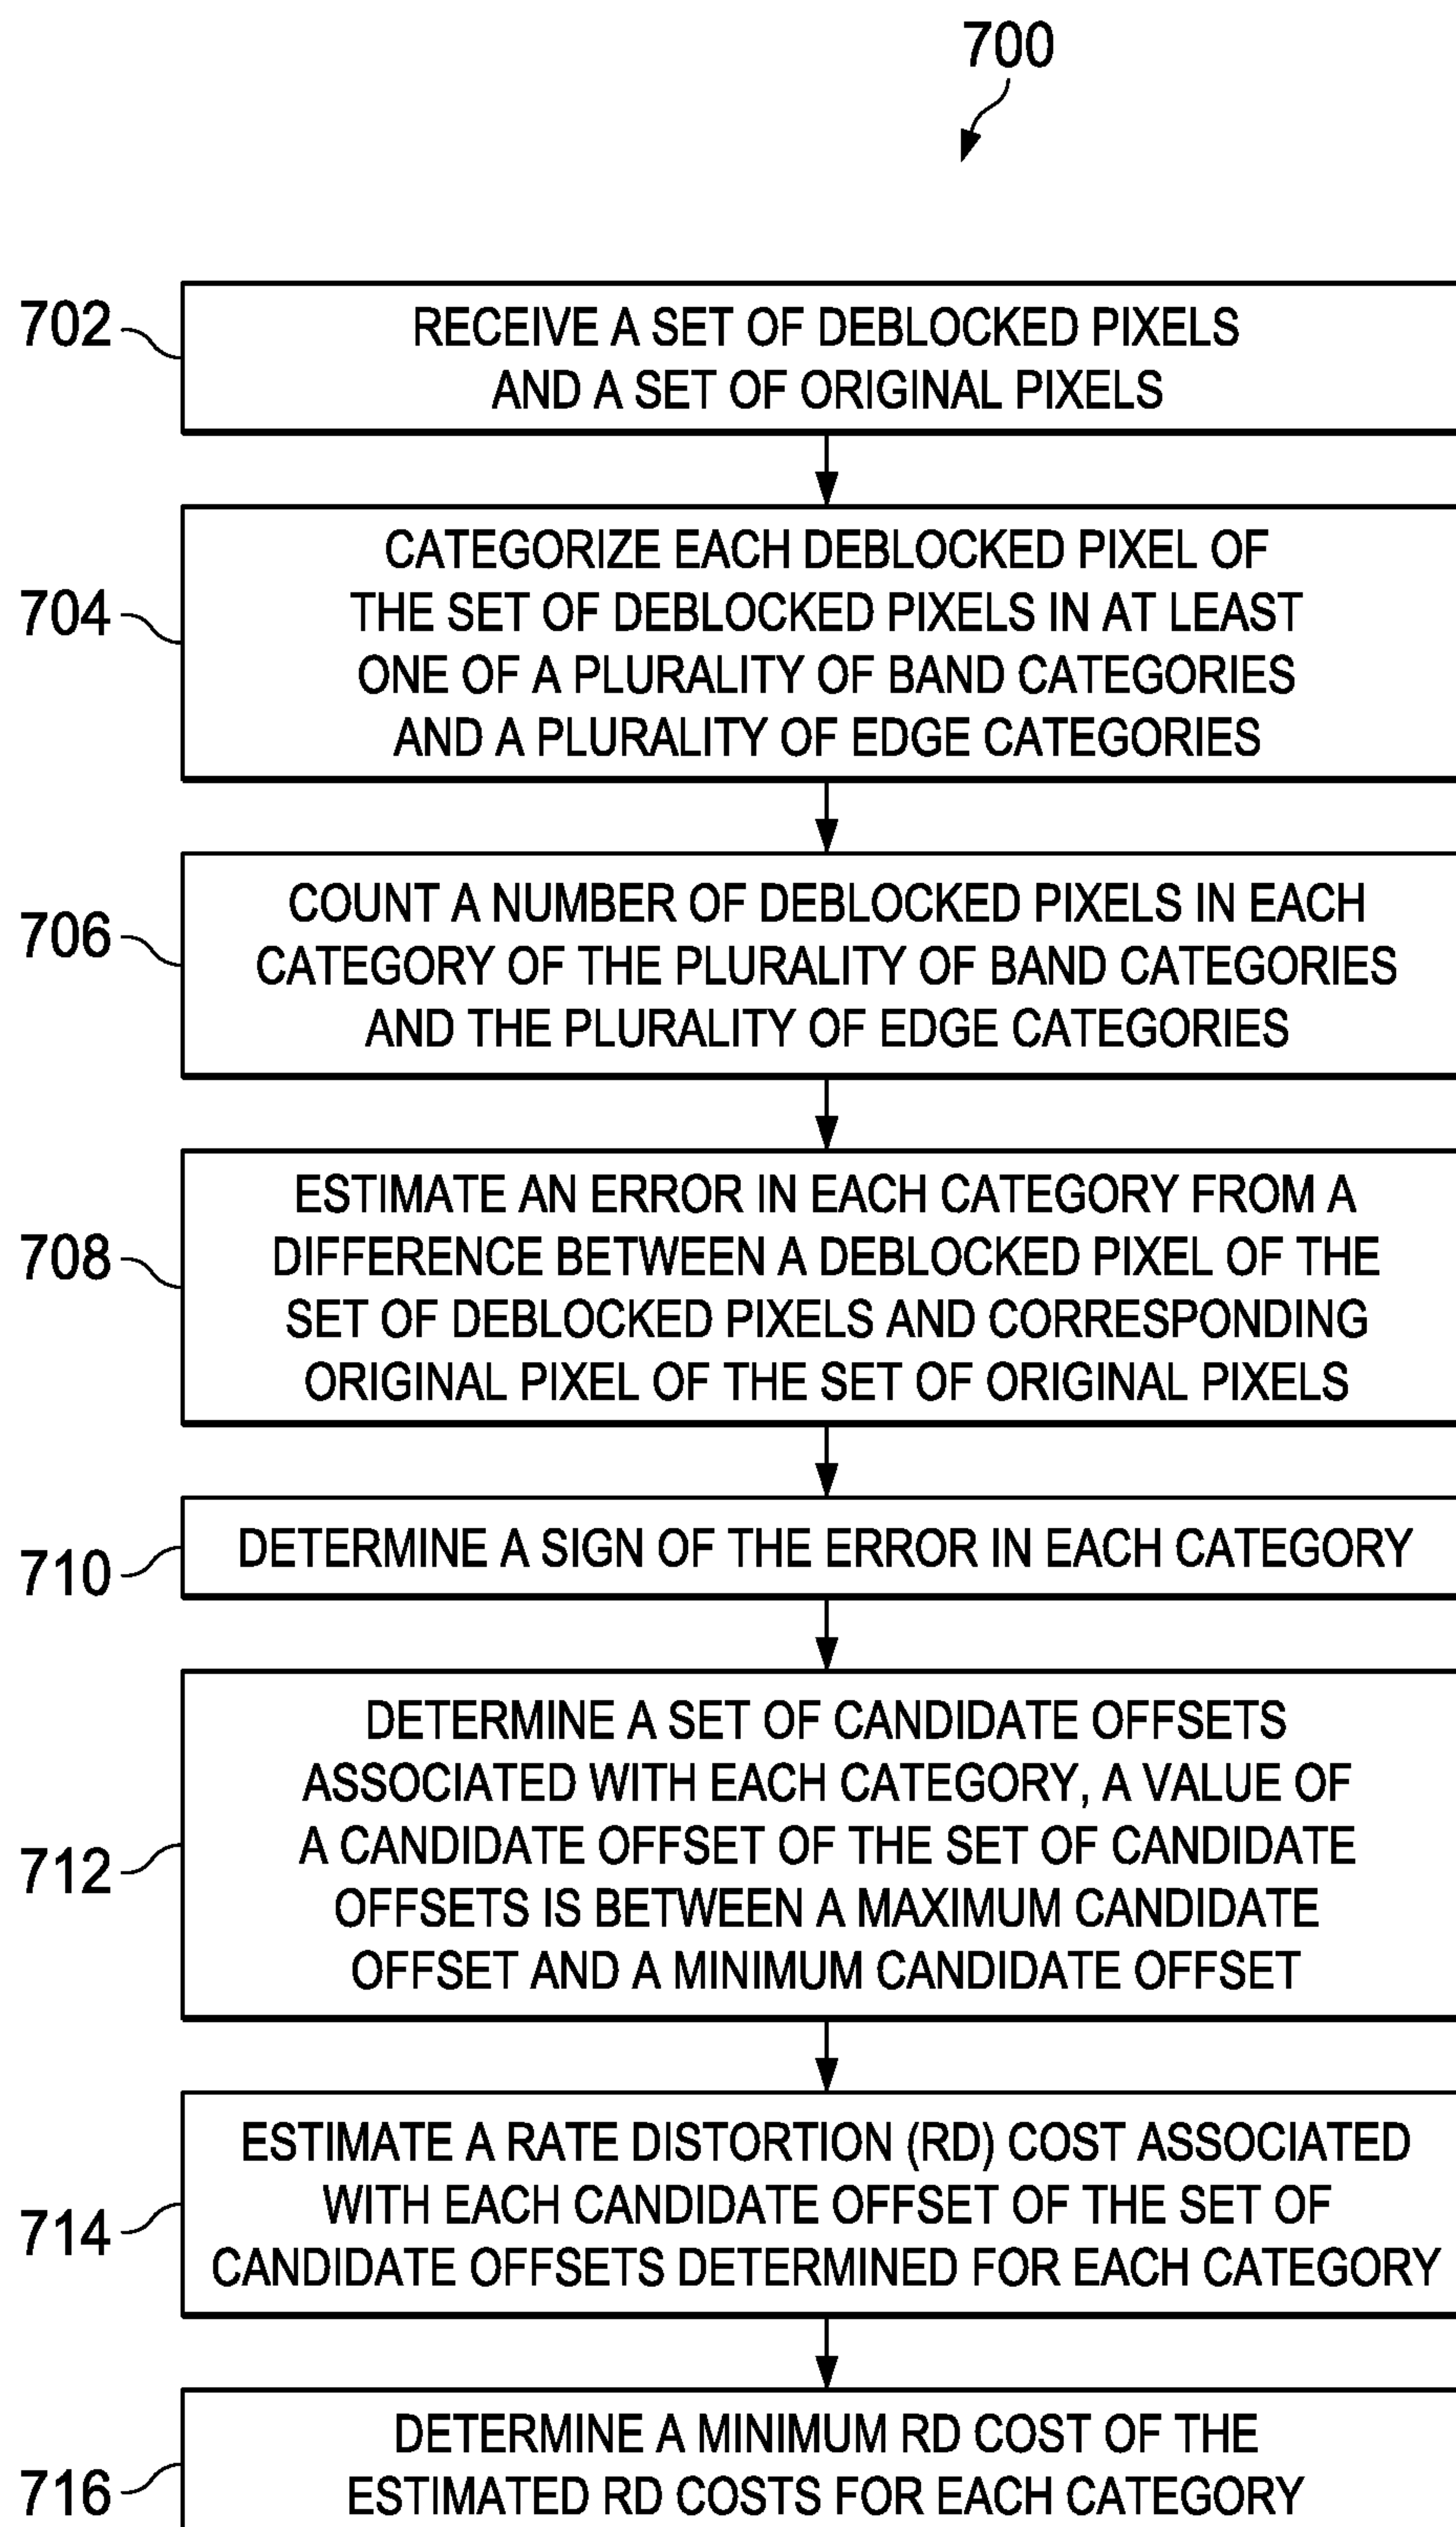 700
702
RECEIVE A SET OF DEBLOCKED PIXELS
AND A SET OF ORIGINAL PIXELS
704
CATEGORIZE EACH DEBLOCKED PIXEL OF
THE SET OF DEBLOCKED PIXELS IN AT LEAST
ONE OF A PLURALITY OF BAND CATEGORIES
AND A PLURALITY OF EDGE CATEGORIES
706
COUNT A NUMBER OF DEBLOCKED PIXELS IN EACH
CATEGORY OF THE PLURALITY OF BAND CATEGORIES
AND THE PLURALITY OF EDGE CATEGORIES
708
ESTIMATE AN ERROR IN EACH CATEGORY FROM A
DIFFERENCE BETWEEN A DEBLOCKED PIXEL OF THE
SET OF DEBLOCKED PIXELS AND CORRESPONDING
ORIGINAL PIXEL OF THE SET OF ORIGINAL PIXELS
710
DETERMINE A SIGN OF THE ERROR IN EACH CATEGORY
712
DETERMINE A SET OF CANDIDATE OFFSETS
ASSOCIATED WITH EACH CATEGORY, A VALUE OF
A CANDIDATE OFFSET OF THE SET OF CANDIDATE
OFFSETS IS BETWEEN A MAXIMUM CANDIDATE
OFFSET AND A MINIMUM CANDIDATE OFFSET
714
ESTIMATE A RATE DISTORTION (RD) COST ASSOCIATED
WITH EACH CANDIDATE OFFSET OF THE SET OF
CANDIDATE OFFSETS DETERMINED FOR EACH CATEGORY
716
DETERMINE A MINIMUM RD COST OF THE
ESTIMATED RD COSTS FOR EACH CATEGORY